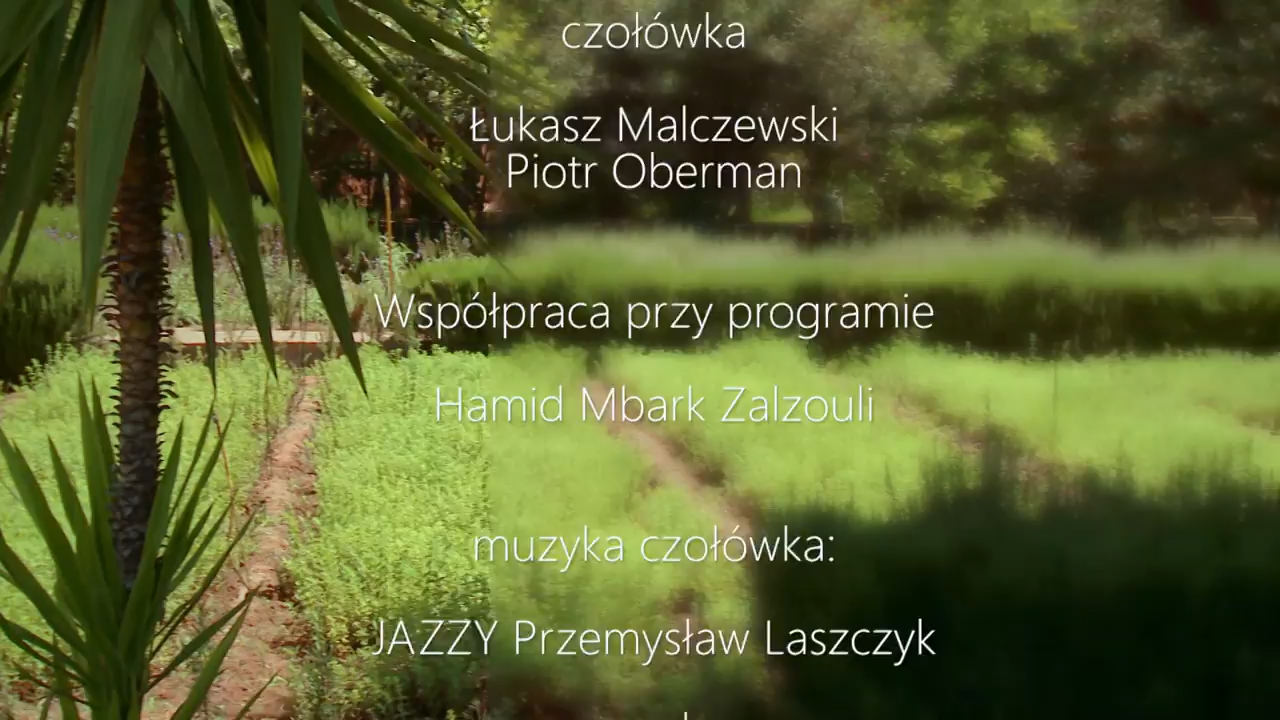 czołówka
Łukasz Malczewski
Piotr Oberman
Współpraca przy programie
Hamid Mbark Zalzouli
muzyka czołówka:
JAZZY Przemysław Laszczyk